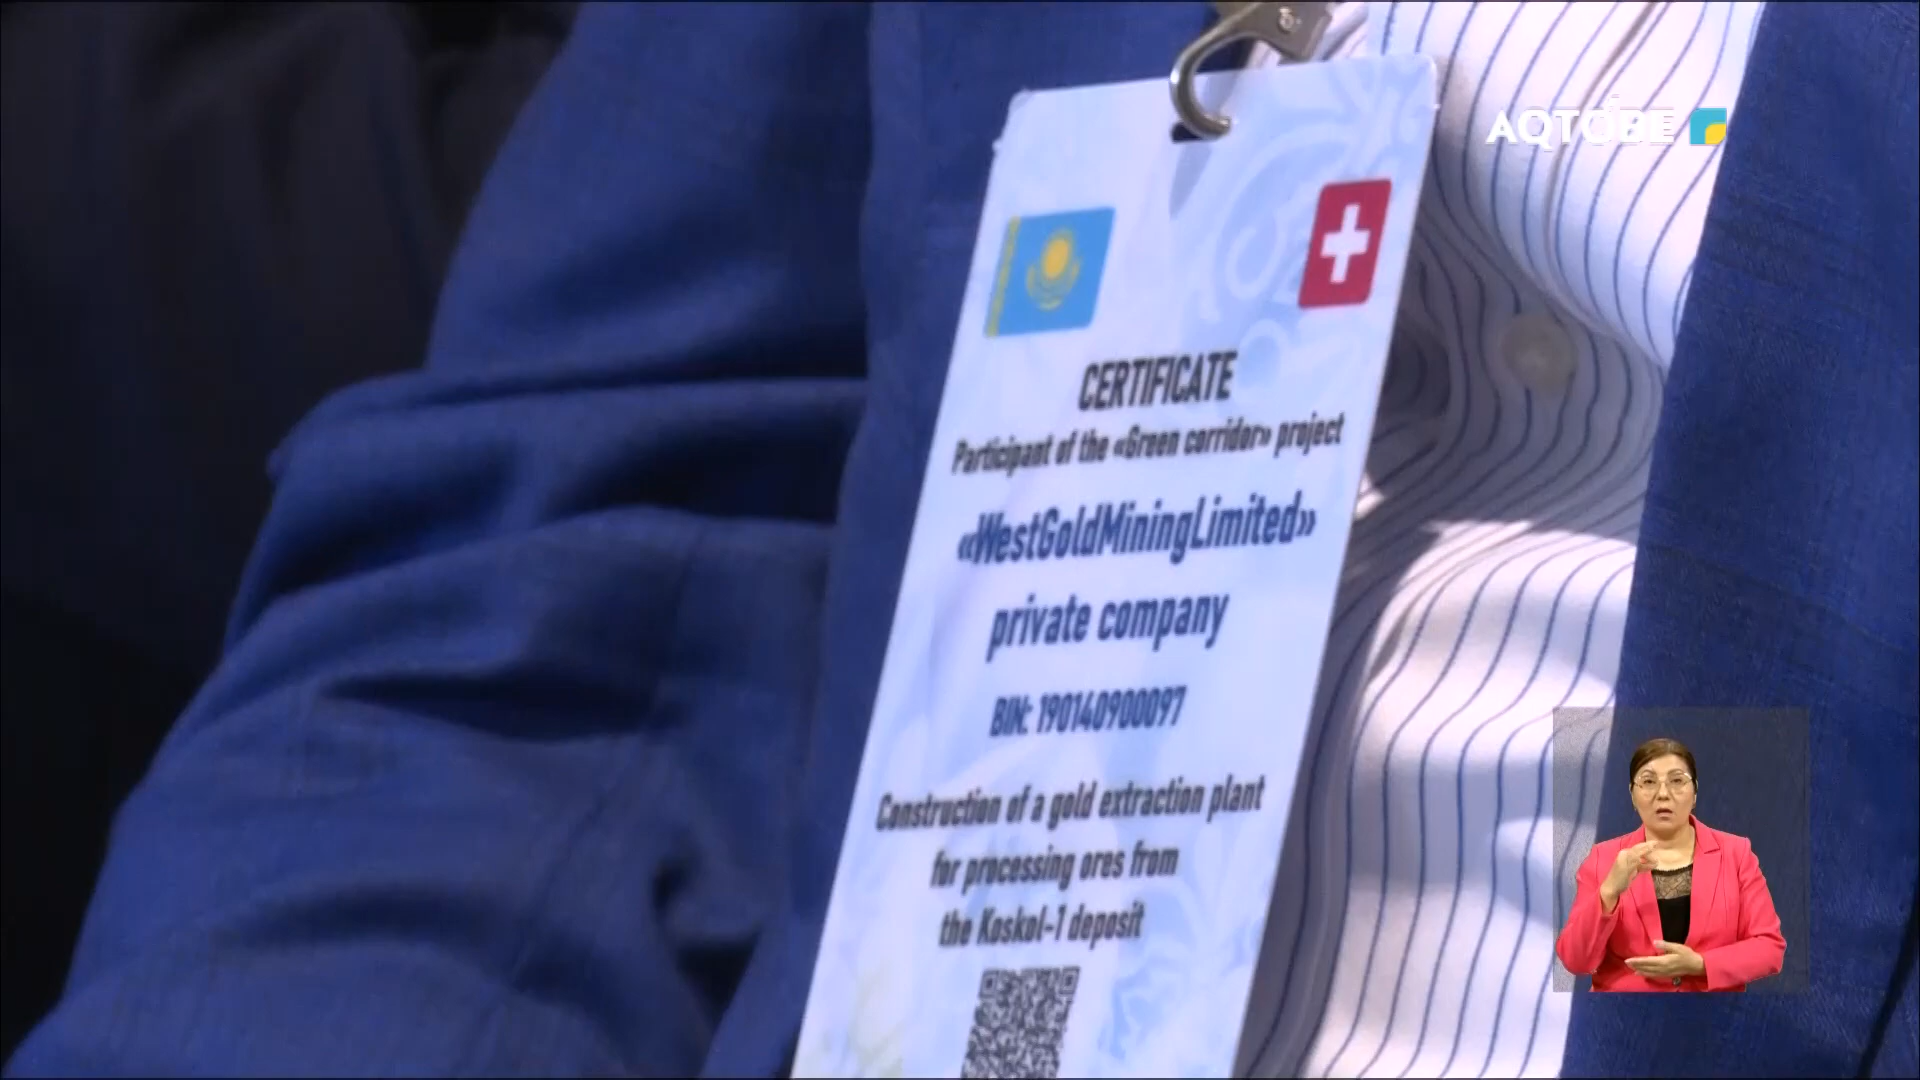 AQTÓBE
CERTIFICATE
Participant of the «Green corridor» project
«WestGoldMiningLimited»
private company
BIN: 190140900097
Construction of a gold extraction plant
for processing ores from
the Koskol-1 deposit